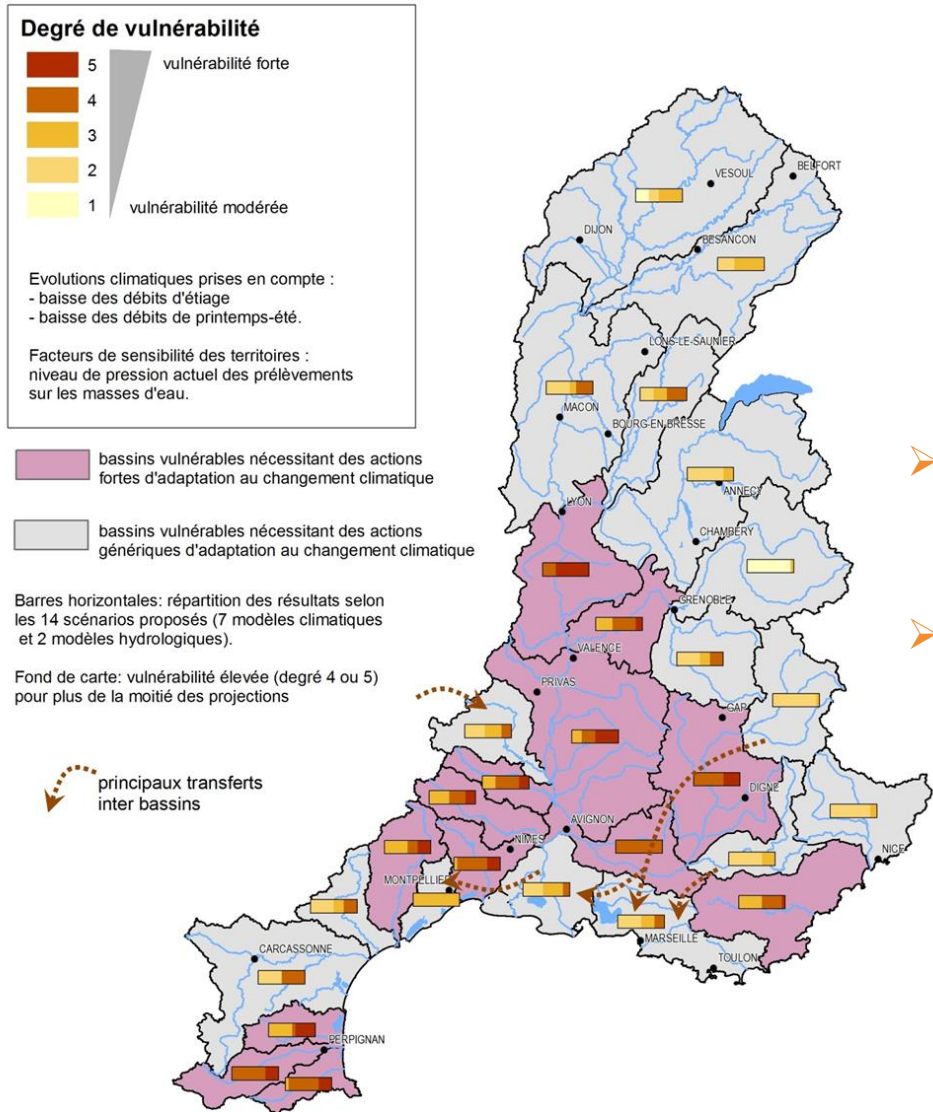 Degré de vulnérabilité
5
vulnérabilité forte
4
3
2
1
vulnérabilité modérée
Evolutions climatiques prises en compte :
- baisse des débits d'étiage
- baisse des débits de printemps-été.
Facteurs de sensibilité des territoires :
niveau de pression actuel des prélèvements
sur les masses d'eau.
bassins vulnérables nécessitant des actions
fortes d'adaptation au changement climatique
bassins vulnérables nécessitant des actions
génériques d'adaptation au changement climatique
Barres horizontales: répartition des résultats selon
les 14 scénarios proposés (7 modèles climatiques
et 2 modèles hydrologiques).
Fond de carte: vulnérabilité élevée (degré 4 ou 5)
pour plus de la moitié des projections
principaux transferts
inter bassins
BELFORT
VESOUL
DIJON
BESANCON
LONS-LE-SAUNIER
MACON
BOURG-EN-BRESSE
ANNECY
LYON
CHAMBERY
GRENOBLE
VALENCE
PRIVAS
GAP
DIGNE
AVIGNON
NIMES
NICE
MONTPELLIER
MARSEILLE
TOULON
CARCASSONNE
PERPIGNAN